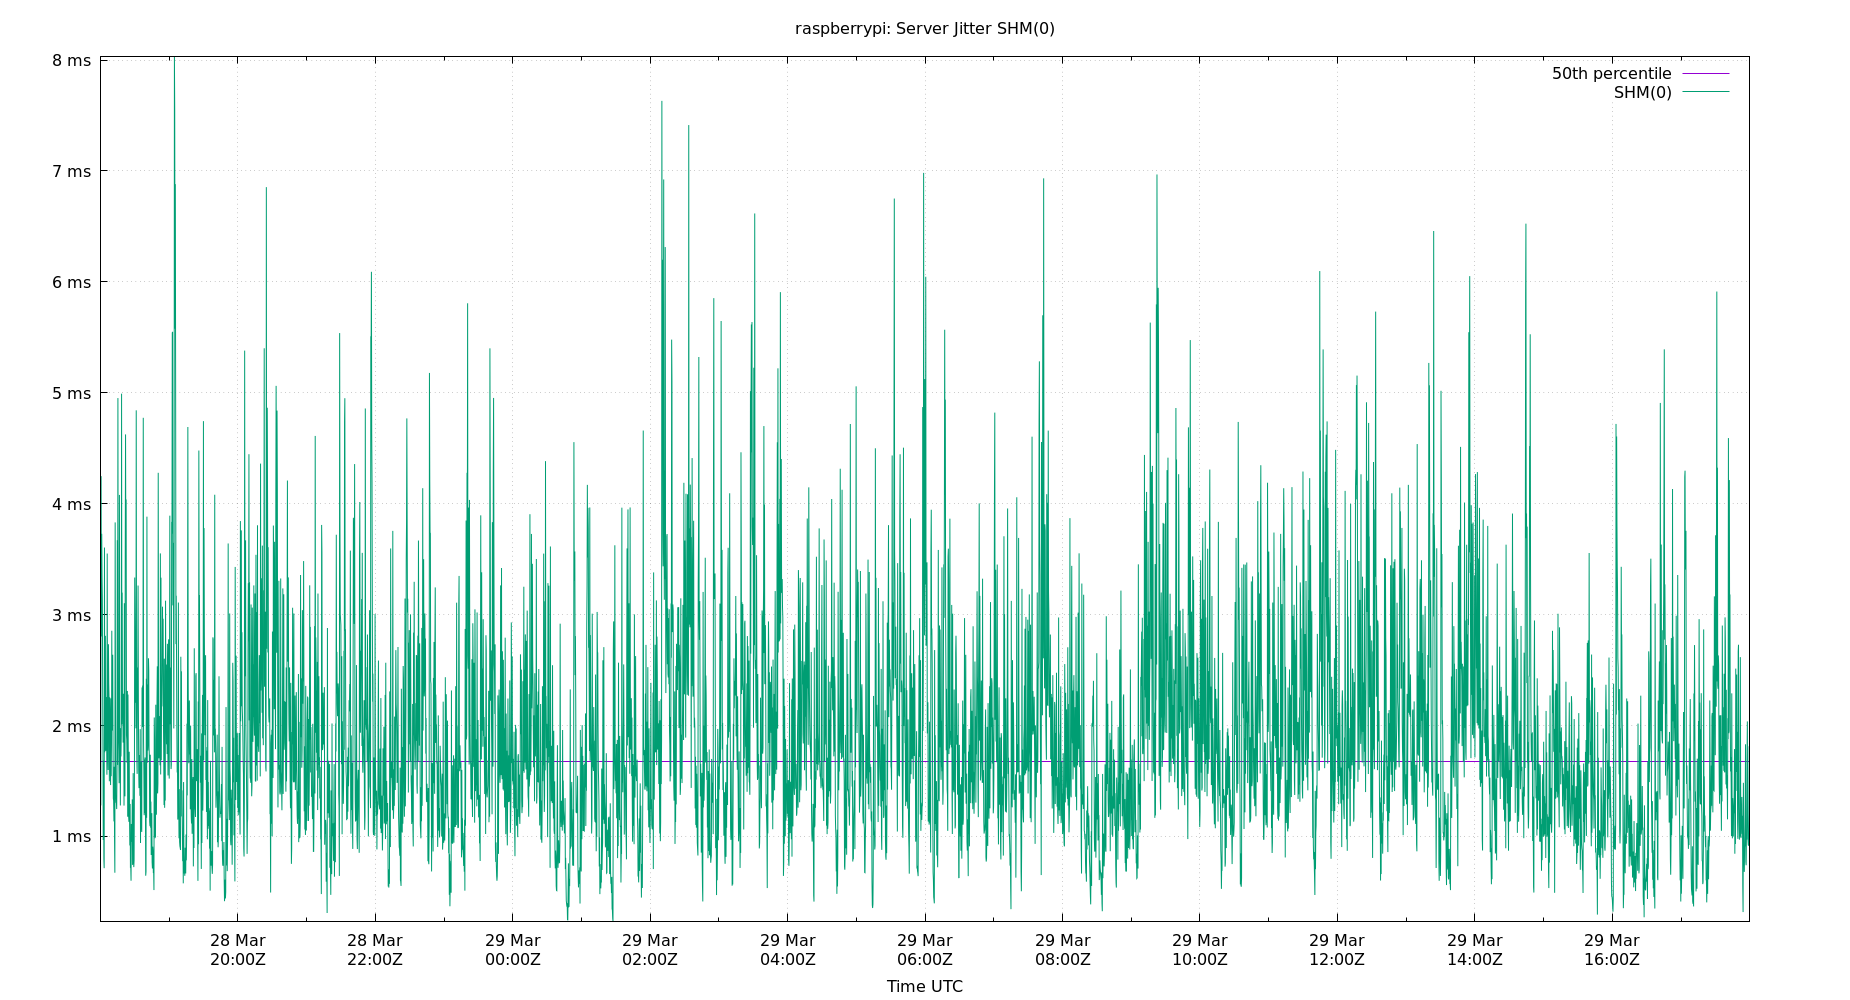 raspberrypi: Server Jitter SHM(0)
8 ms
7 ms
6 ms
5 ms
4 ms
3 ms
2 ms
1 ms
50th percentile
SHM(0)
28 Mar 28 Mar 29 Mar 29 Mar 29 Mar 29 Mar 29 Mar 29 Mar 29 Mar 29 Mar 29 Mar
20:00Z 22:00Z 00:00Z 02:00Z 04:00Z 06:00Z 08:00Z 10:00Z 12:00Z 14:00Z 16:00Z
Time UTC